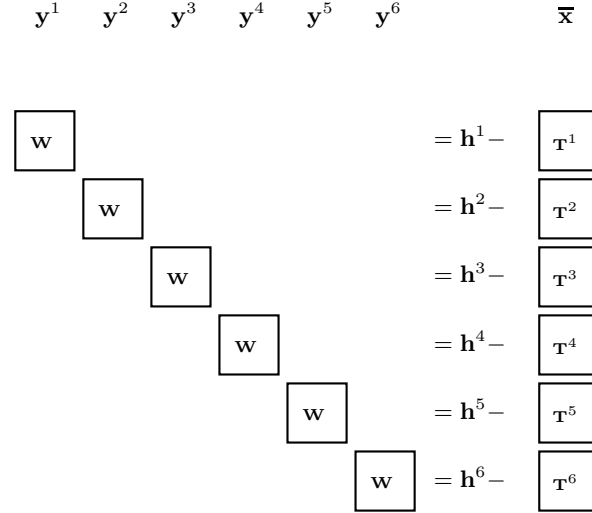 y¹ y² y³ y⁴ y⁵ y⁶ x̅
W = h¹− T¹
W = h²− T²
W = h³− T³
W = h⁴− T⁴
W = h⁵− T⁵
W = h⁶− T⁶